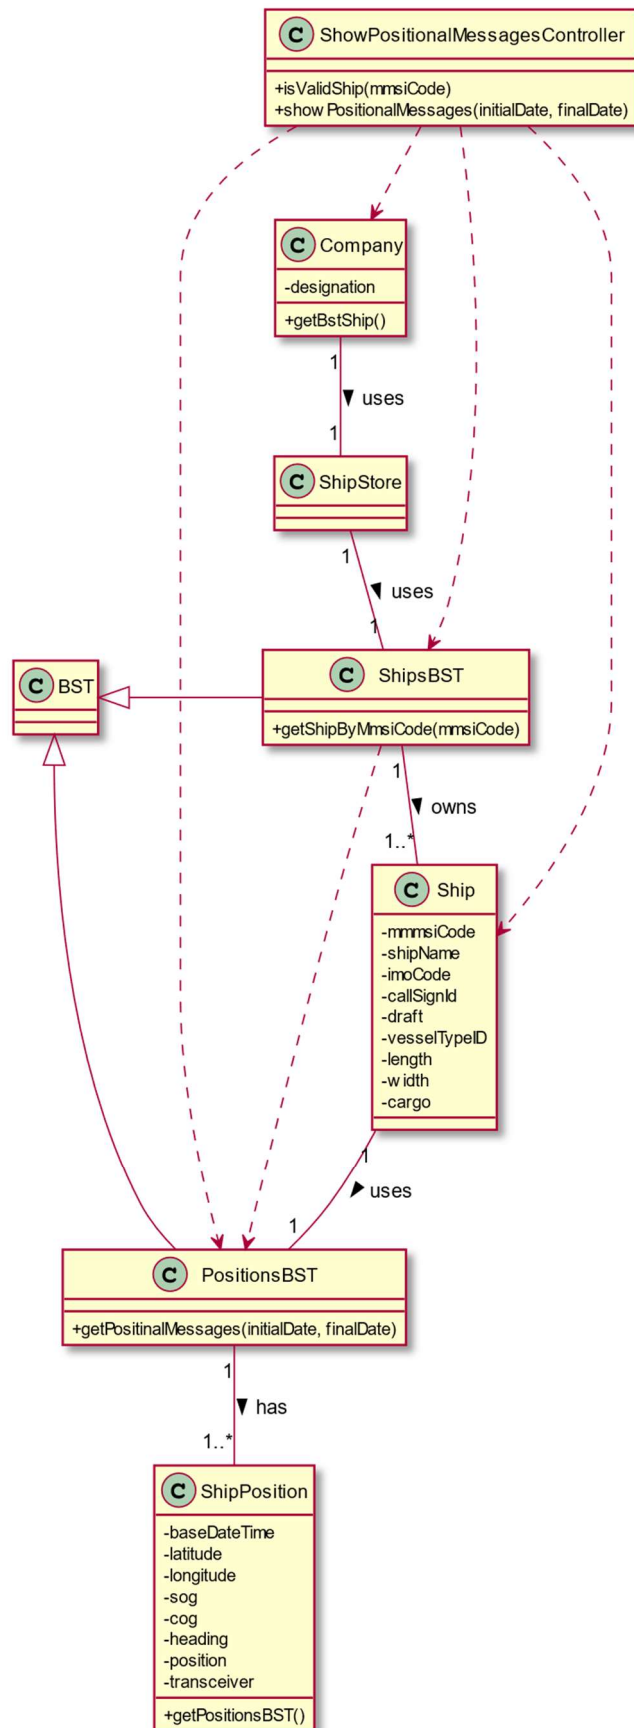 C ShowPositionalMessagesController
+isValidShip(mmsiCode)
+show PositionalMessages(initialDate, finalDate)
C Company
-designation
+getBstShip()
1
uses
1
C ShipStore
1
uses
1
C BST
C ShipsBST
+getShipByMmsiCode(mmsiCode)
1
owns
1..*
C Ship
-mmmsiCode
-shipName
-imoCode
-callSignId
-draft
-vesselTypeID
-length
-width
-cargo
1
uses
1
C PositionsBST
+getPositinalMessages(initialDate, finalDate)
1
has
1..*
C ShipPosition
-baseDateTime
-latitude
-longitude
-sog
-cog
-heading
-position
-transceiver
+getPositionsBST()